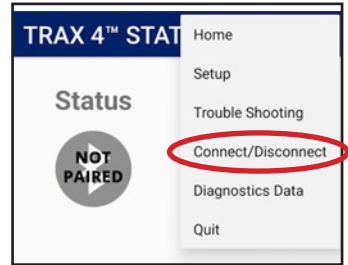 TRAX 4™ STAT
Status
NOT
PAIRED
Home
Setup
Trouble Shooting
Connect/Disconnect
Diagnostics Data
Quit